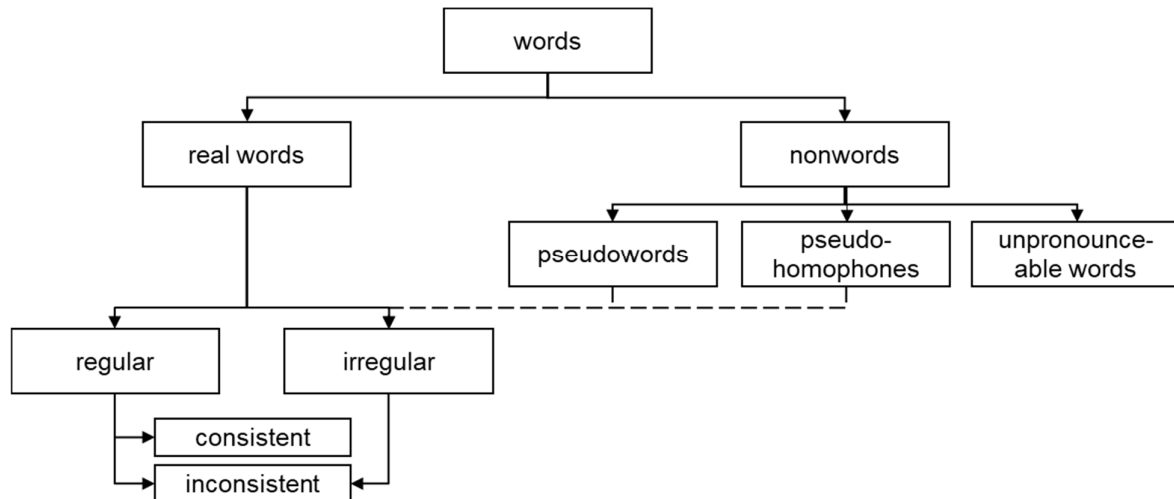 words
real words
nonwords
pseudowords
pseudo-
homophones
unpronounce-
able words
regular
irregular
consistent
inconsistent